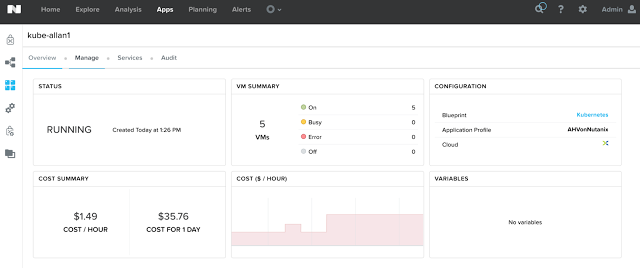 N Home Explore Analysis Apps Planning Alerts ? Admin
kube-allan1
Overview Manage Services Audit
STATUS
RUNNING Created Today at 1:26 PM
VM SUMMARY
5
VMs
On 5
Busy 0
Error 0
Off 0
CONFIGURATION
Blueprint Kubernetes
Application Profile AHVonNutanix
Cloud
COST SUMMARY
$1.49
COST / HOUR
$35.76
COST FOR 1 DAY
COST ($ / HOUR)
VARIABLES
No variables